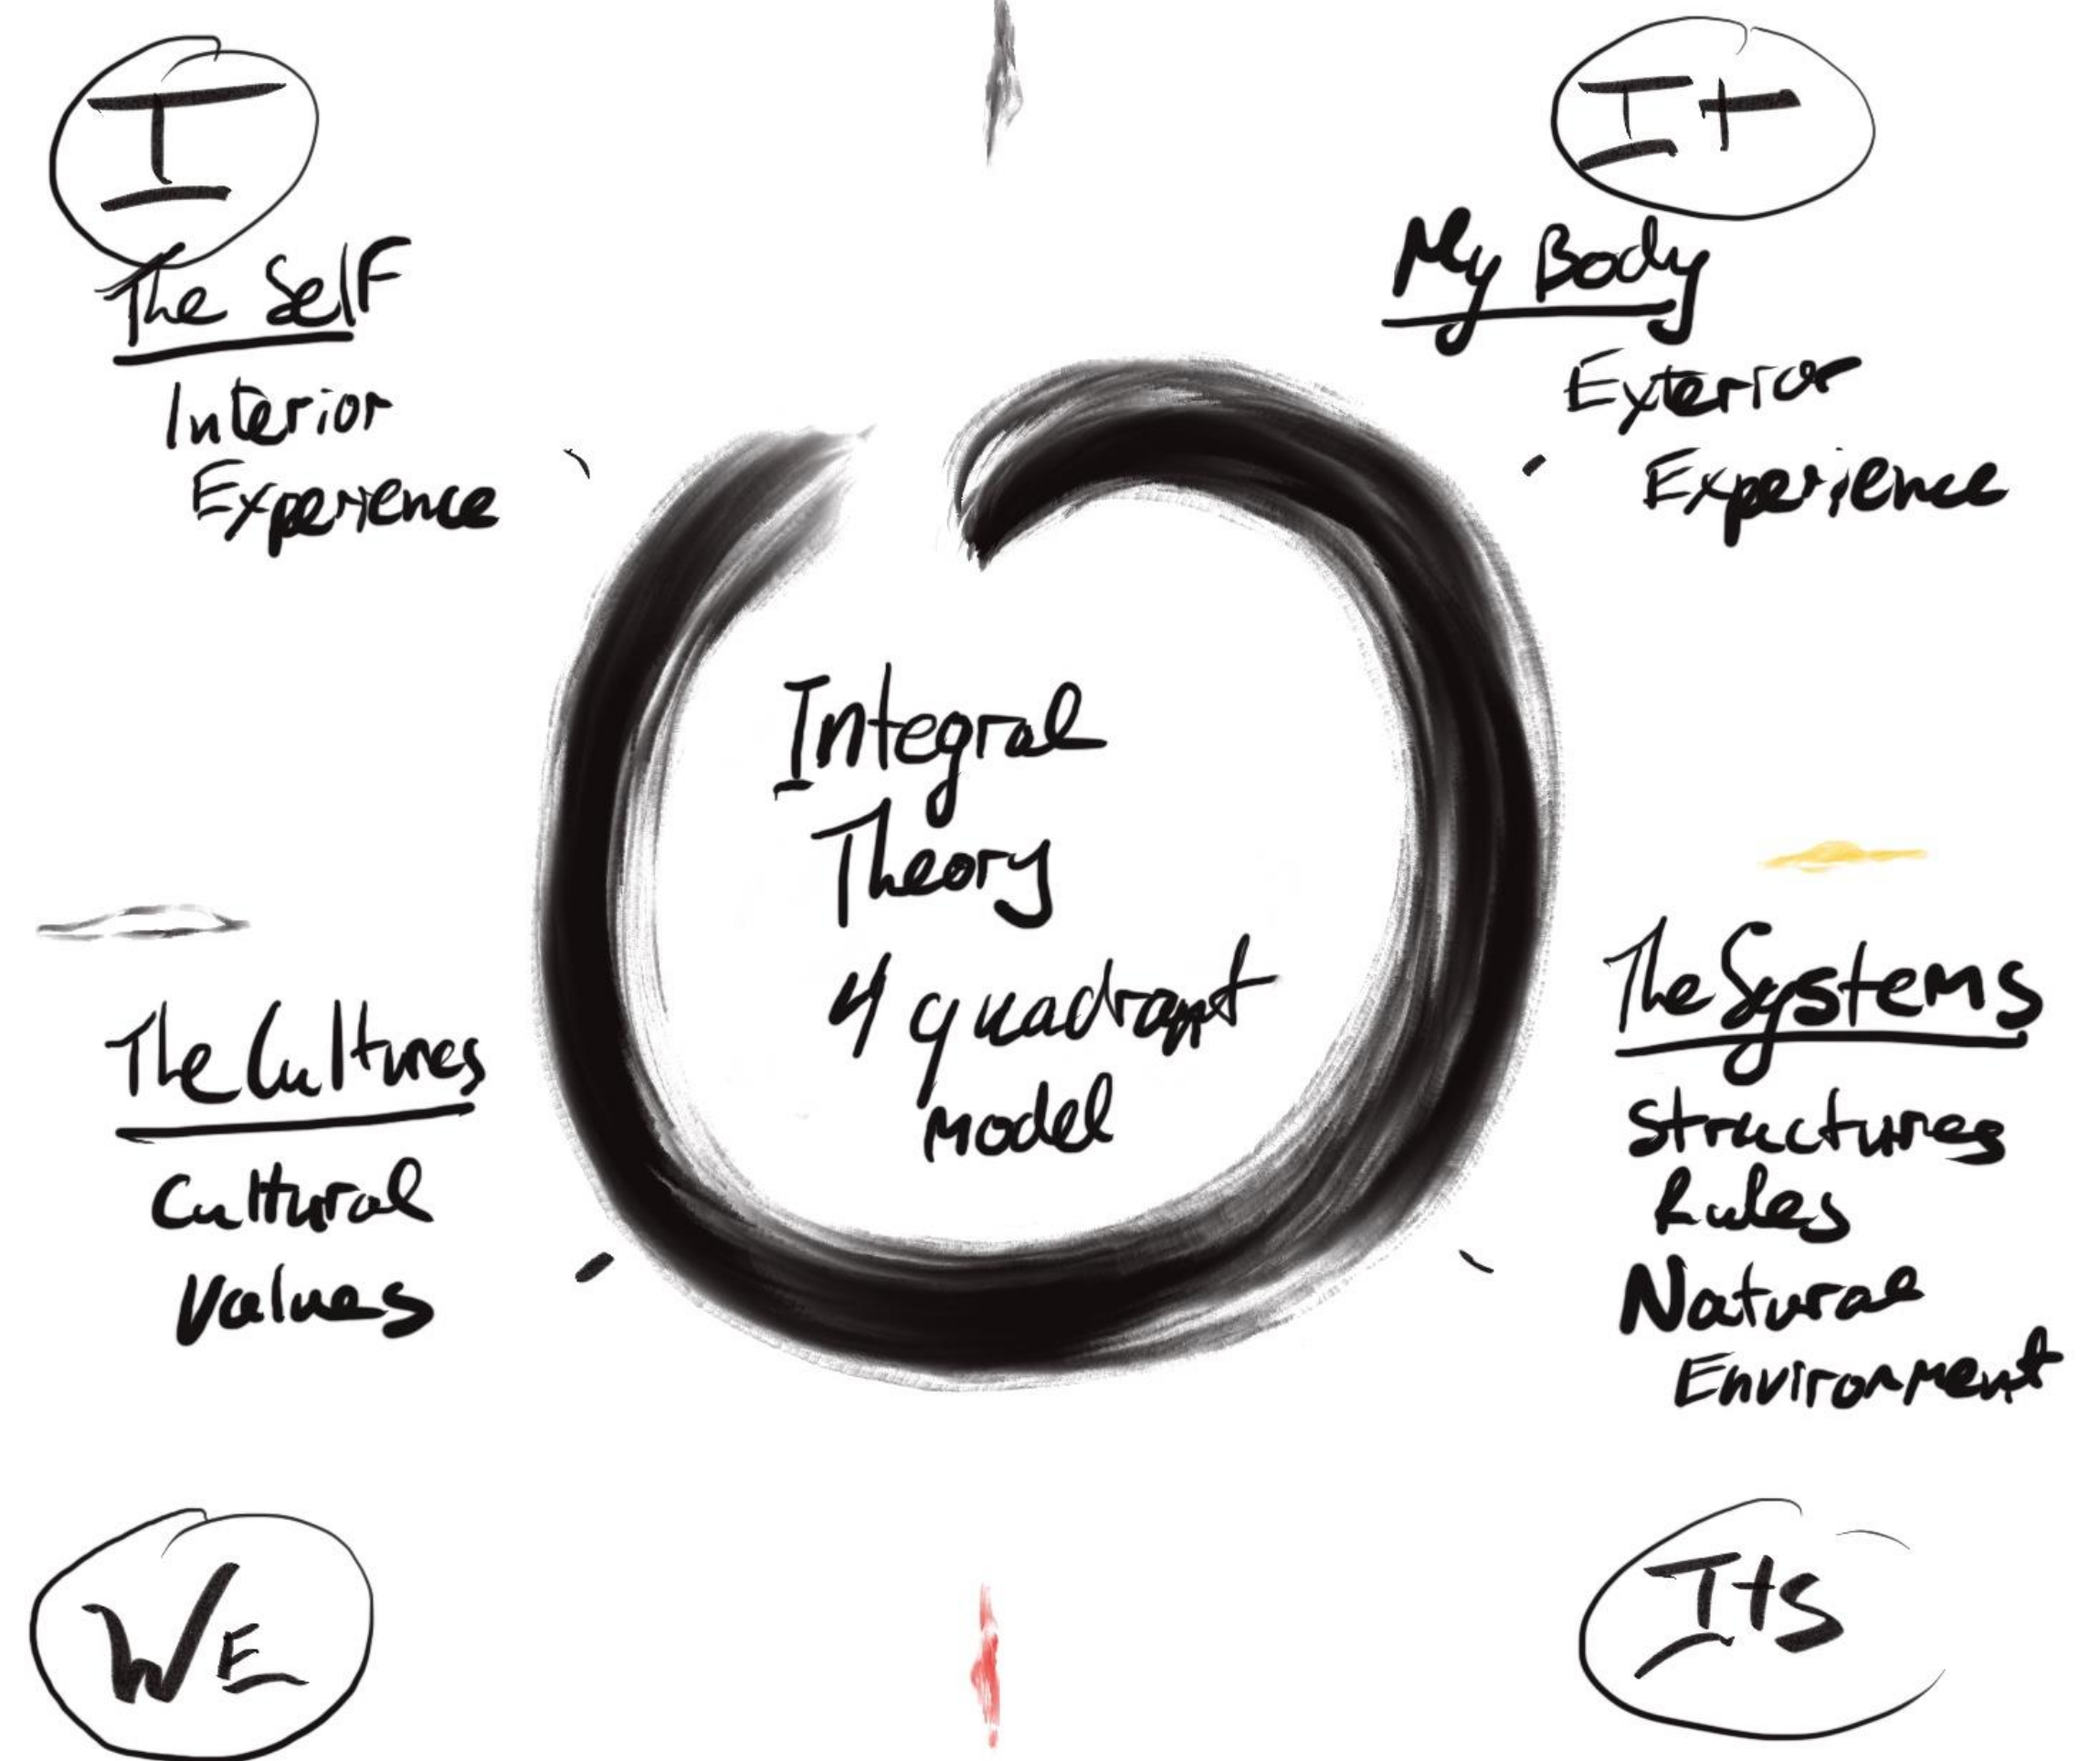 I
The Self
Interior
Experience
It
My Body
Exterior
Experience
Integral
Theory
4 quadrant
model
The Cultures
Cultural
Values
WE
The Systems
Structures
Rules
Natural
Environment
Its